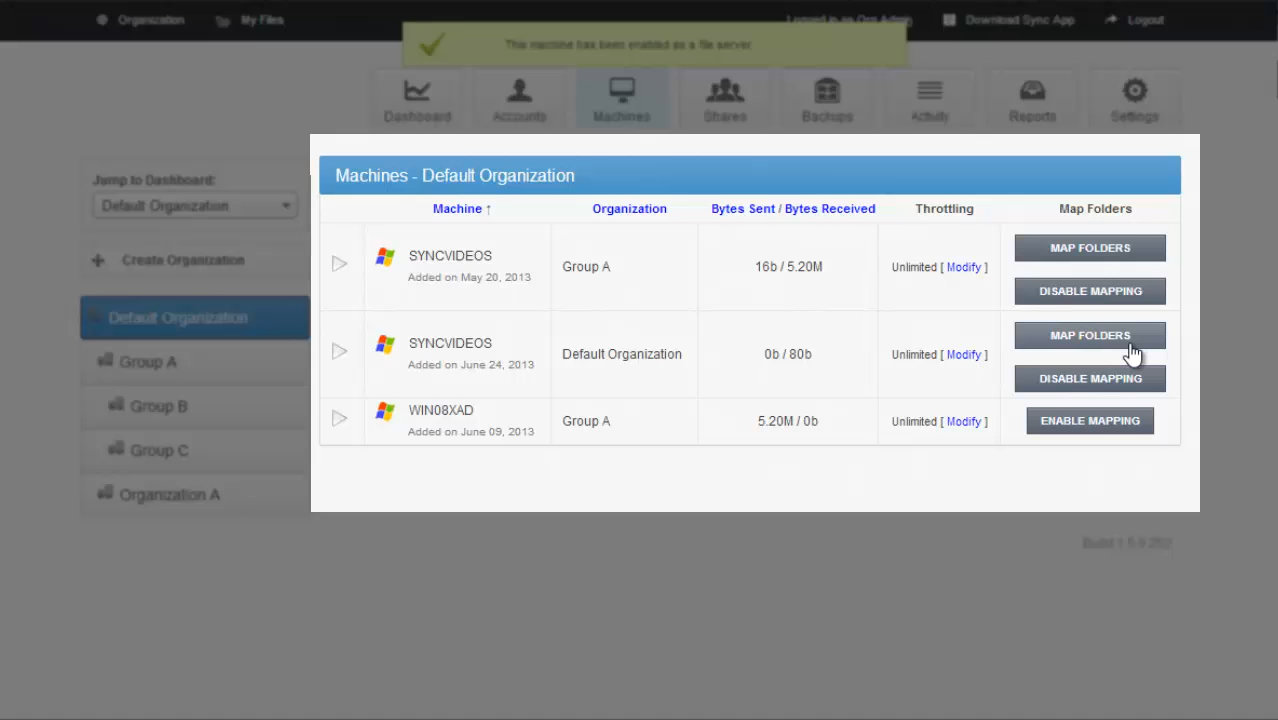 Organization My Files Logged in as Org Admin Download Sync App Logout
This machine has been enabled as a file server
Dashboard Accounts Machines Shares Backups Activity Reports Settings
Jump to Dashboard:
Default Organization
Create Organization
Default Organization
Group A
Group B
Group C
Organization A
Machines - Default Organization
Machine ↑ Organization Bytes Sent / Bytes Received Throttling Map Folders
SYNCVIDEOS
Added on May 20, 2013
Group A 16b / 5.20M Unlimited [ Modify ]
MAP FOLDERS
DISABLE MAPPING
SYNCVIDEOS
Added on June 24, 2013
Default Organization 0b / 80b Unlimited [ Modify ]
MAP FOLDERS
DISABLE MAPPING
WIN08XAD
Added on June 09, 2013
Group A 5.20M / 0b Unlimited [ Modify ]
ENABLE MAPPING
Build